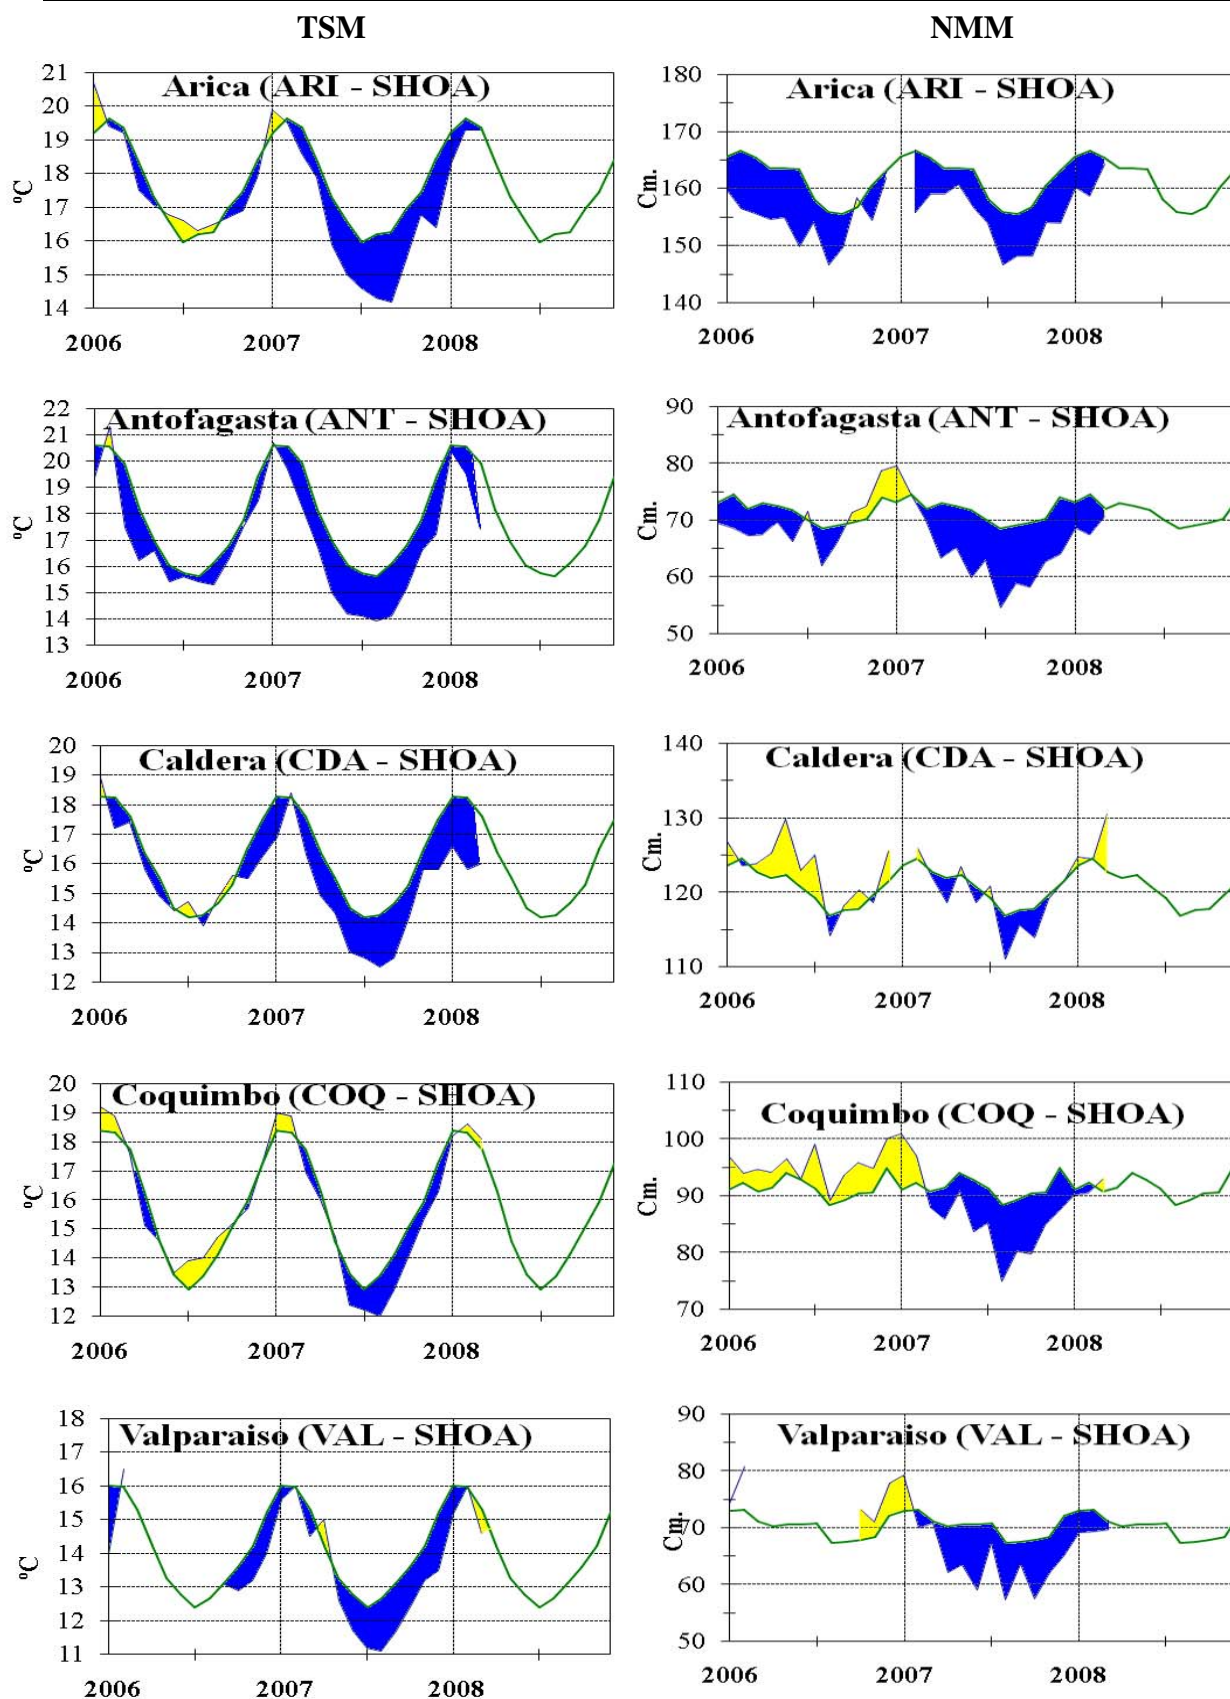 TSM NMM
Arica (ARI - SHOA)
21
20
19
18
17
16
15
14
ºC
2006 2007 2008
Arica (ARI - SHOA)
180
170
160
150
140
Cm.
2006 2007 2008
Antofagasta (ANT - SHOA)
22
21
20
19
18
17
16
15
14
13
ºC
2006 2007 2008
Antofagasta (ANT - SHOA)
90
80
70
60
50
Cm.
2006 2007 2008
Caldera (CDA - SHOA)
20
19
18
17
16
15
14
13
12
ºC
2006 2007 2008
Caldera (CDA - SHOA)
140
130
120
110
Cm.
2006 2007 2008
Coquimbo (COQ - SHOA)
20
19
18
17
16
15
14
13
12
ºC
2006 2007 2008
Coquimbo (COQ - SHOA)
110
100
90
80
70
Cm.
2006 2007 2008
Valparaiso (VAL - SHOA)
18
17
16
15
14
13
12
11
ºC
2006 2007 2008
Valparaiso (VAL - SHOA)
90
80
70
60
50
Cm.
2006 2007 2008